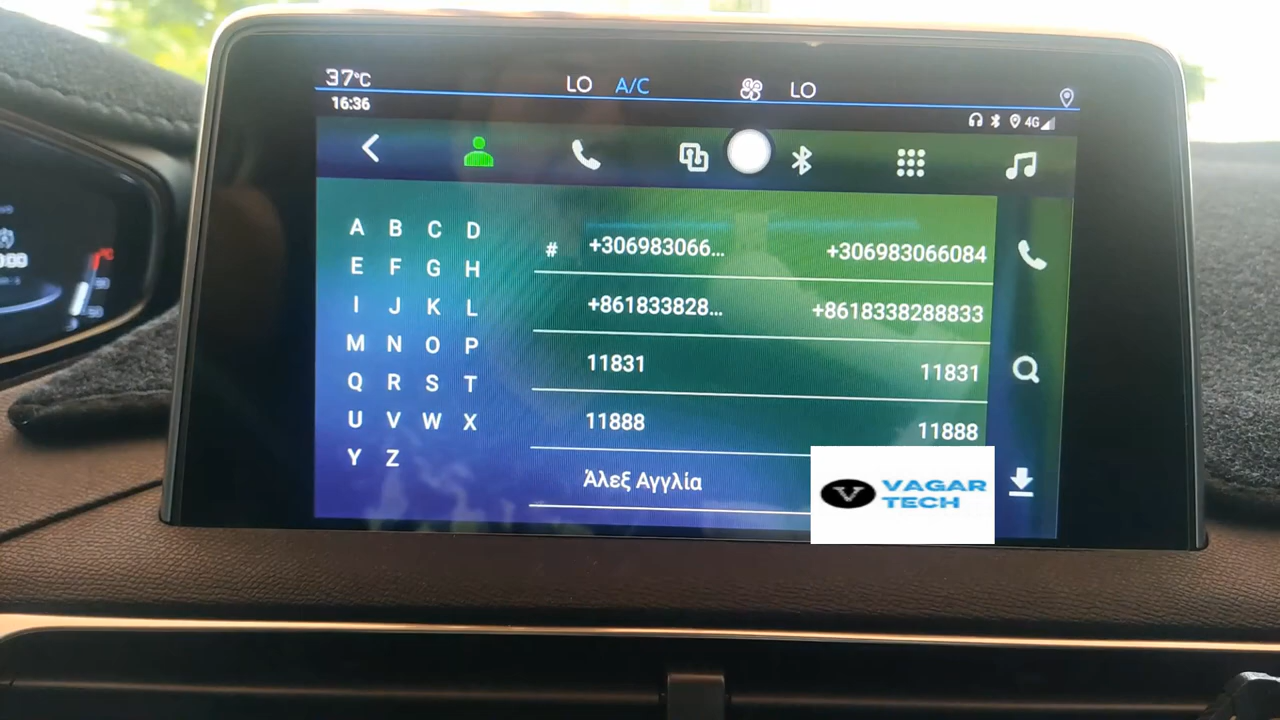 37°C LO A/C LO
16:36 4G
A B C D
E F G H
I J K L
M N O P
Q R S T
U V W X
Y Z
# +306983066... +306983066084
+861833828... +8618338288833
11831 11831
11888 11888
Άλεξ Αγγλία
V VAGAR
TECH